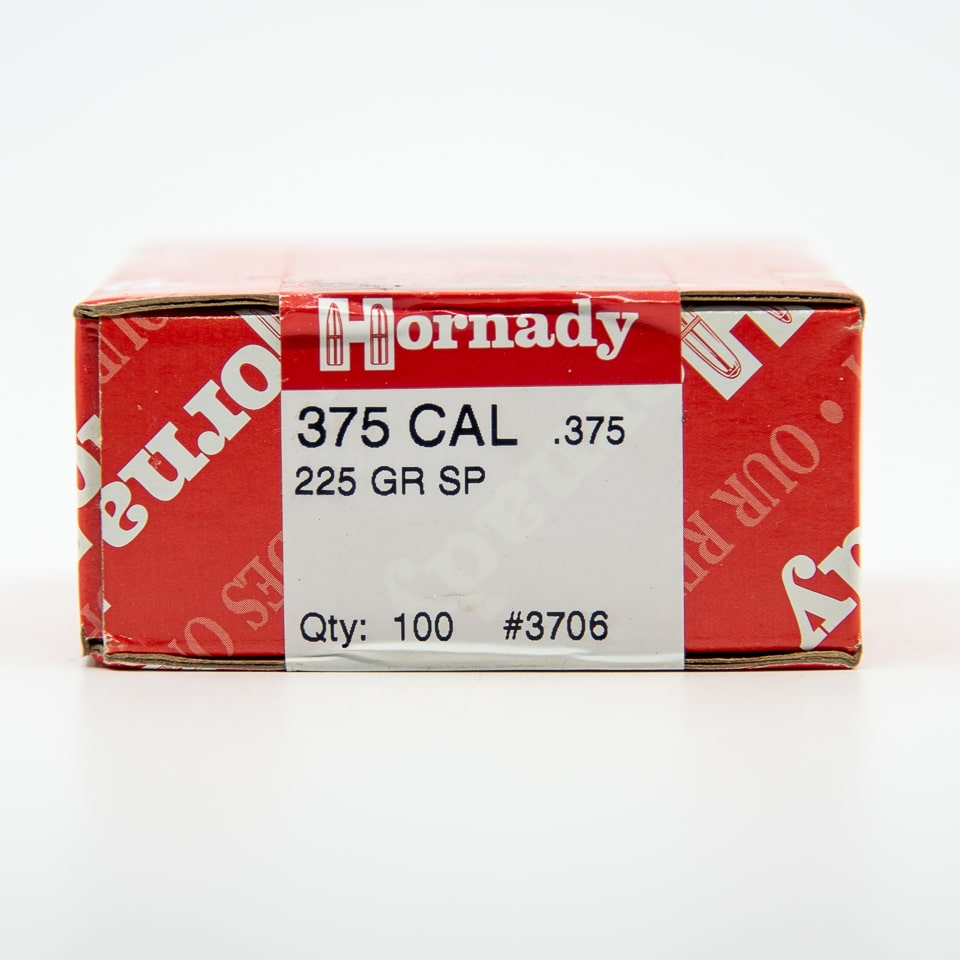 Hornady
375 CAL .375
225 GR SP
Qty: 100 #3706